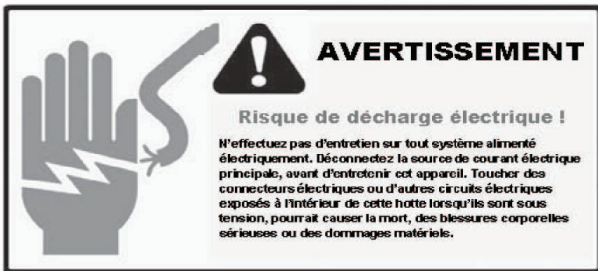 AVERTISSEMENT
Risque de décharge électrique !
N'effectuez pas d'entretien sur tout système alimenté
électriquement. Déconnectez la source de courant électrique
principale, avant d'entretenir cet appareil. Toucher des
connecteurs électriques ou d'autres circuits électriques
exposés à l'intérieur de cette hotte lorsqu'ils sont sous
tension, pourrait causer la mort, des blessures corporelles
sérieuses ou des dommages matériels.